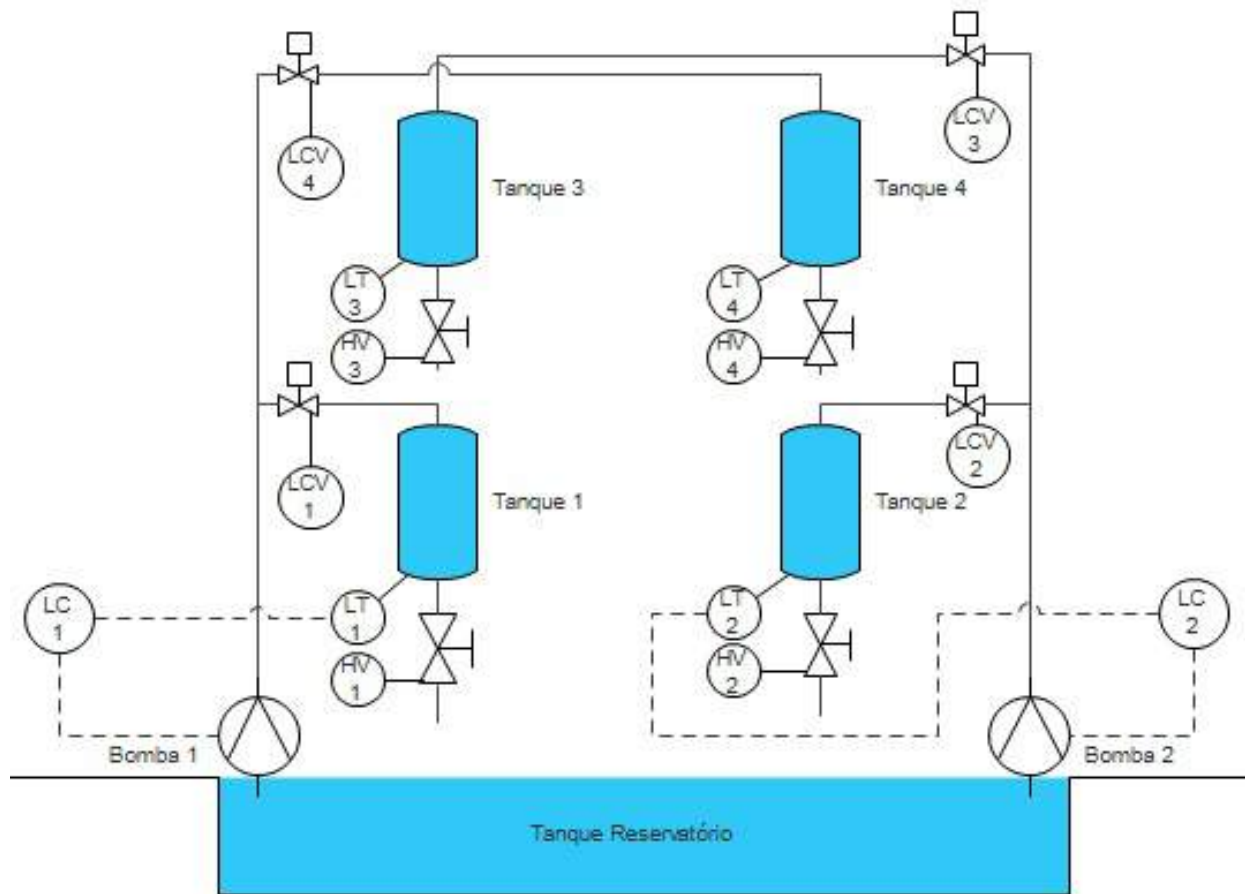 LCV
4
LCV
3
Tanque 3
Tanque 4
LT
3
LT
4
HV
3
HV
4
LCV
2
LCV
1
Tanque 1
Tanque 2
LC
1
LT
1
LT
2
LC
2
HV
1
HV
2
Bomba 1
Bomba 2
Tanque Reservatório